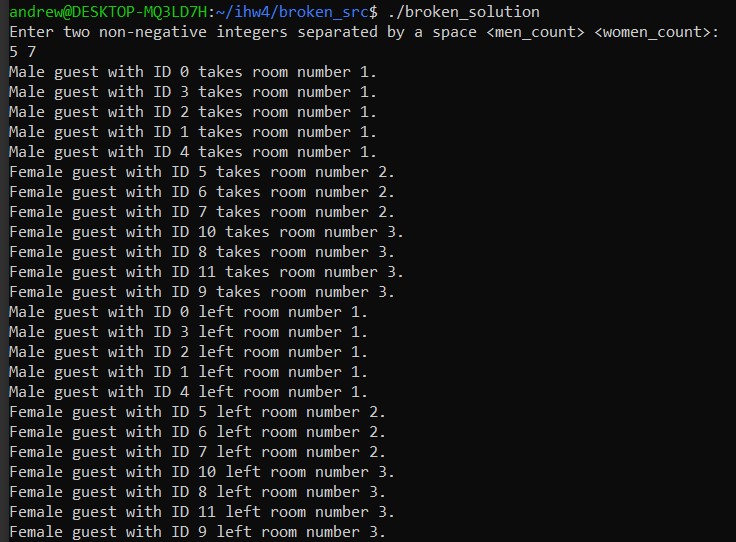 andrew@DESKTOP-MQ3LD7H:~/ihw4/broken_src$ ./broken_solution
Enter two non-negative integers separated by a space <men_count> <women_count>:
5 7
Male guest with ID 0 takes room number 1.
Male guest with ID 3 takes room number 1.
Male guest with ID 2 takes room number 1.
Male guest with ID 1 takes room number 1.
Male guest with ID 4 takes room number 1.
Female guest with ID 5 takes room number 2.
Female guest with ID 6 takes room number 2.
Female guest with ID 7 takes room number 2.
Female guest with ID 10 takes room number 3.
Female guest with ID 8 takes room number 3.
Female guest with ID 11 takes room number 3.
Female guest with ID 9 takes room number 3.
Male guest with ID 0 left room number 1.
Male guest with ID 3 left room number 1.
Male guest with ID 2 left room number 1.
Male guest with ID 1 left room number 1.
Male guest with ID 4 left room number 1.
Female guest with ID 5 left room number 2.
Female guest with ID 6 left room number 2.
Female guest with ID 7 left room number 2.
Female guest with ID 10 left room number 3.
Female guest with ID 8 left room number 3.
Female guest with ID 11 left room number 3.
Female guest with ID 9 left room number 3.